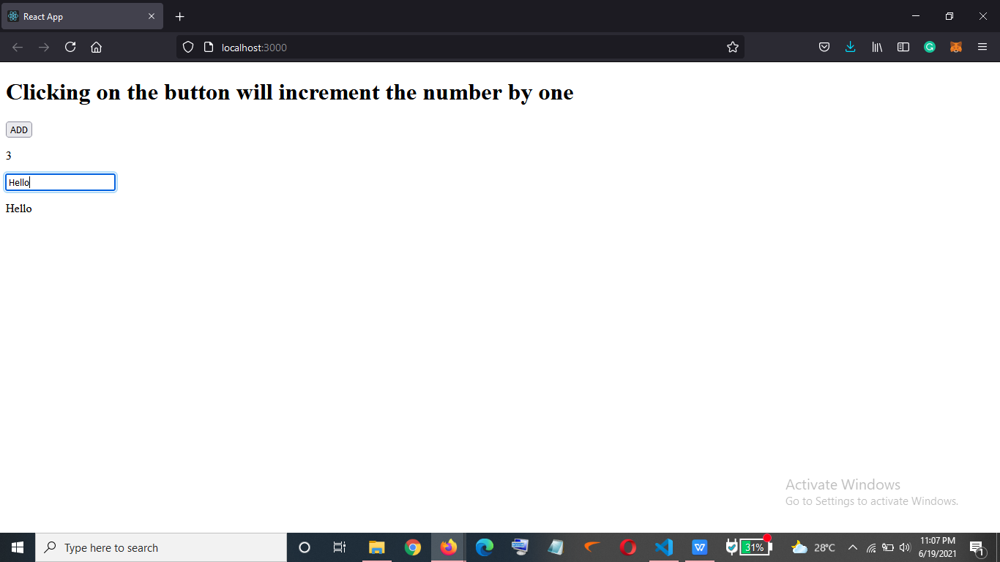 React App
localhost:3000
Clicking on the button will increment the number by one
ADD
3
Hello
Hello
Activate Windows
Go to Settings to activate Windows.
Type here to search
31%
28°C
11:07 PM
6/19/2021
1